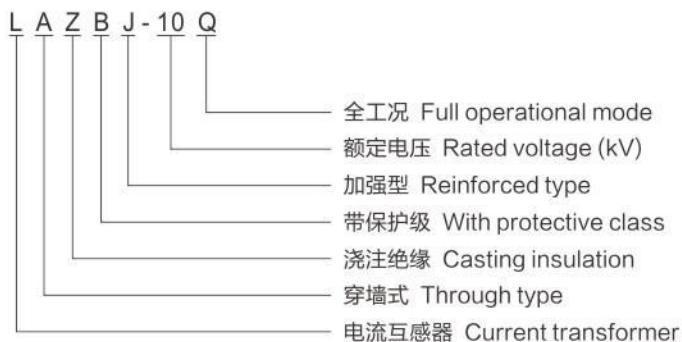 L A Z B J - 10 Q
全工况 Full operational mode
额定电压 Rated voltage (kV)
加强型 Reinforced type
带保护级 With protective class
浇注绝缘 Casting insulation
穿墙式 Through type
电流互感器 Current transformer